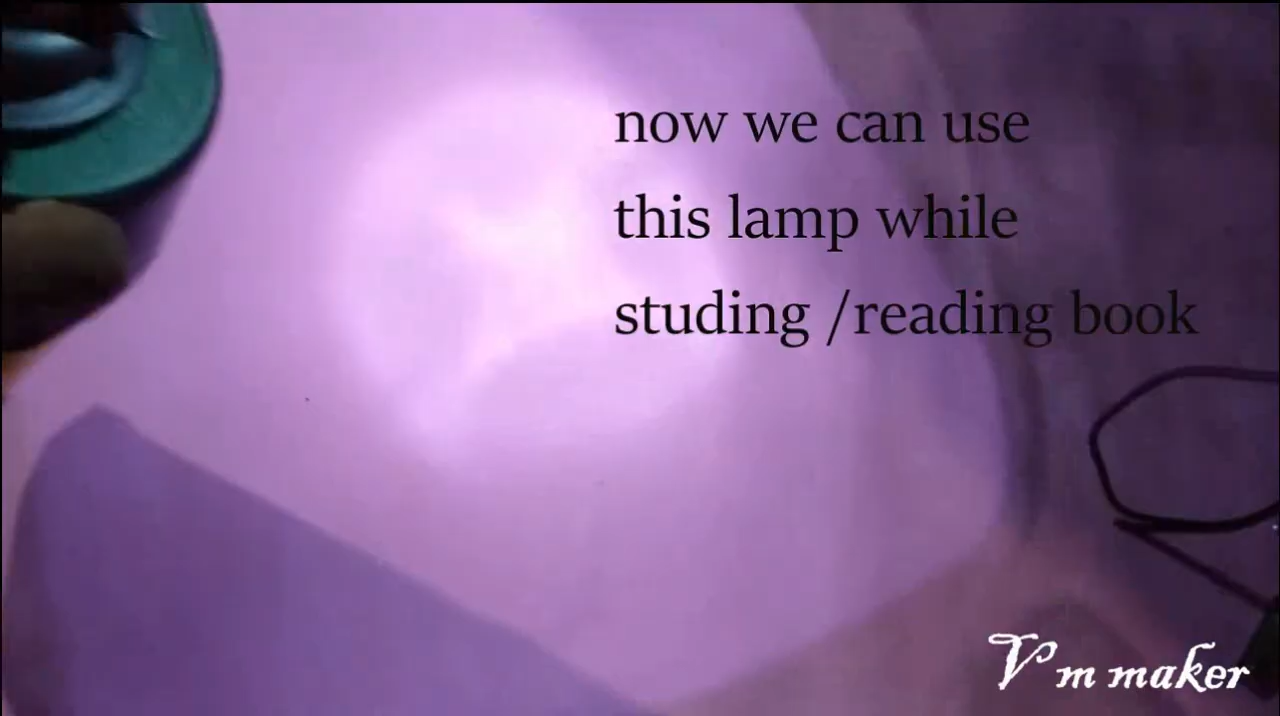 now we can use
this lamp while
studing /reading book
V m maker